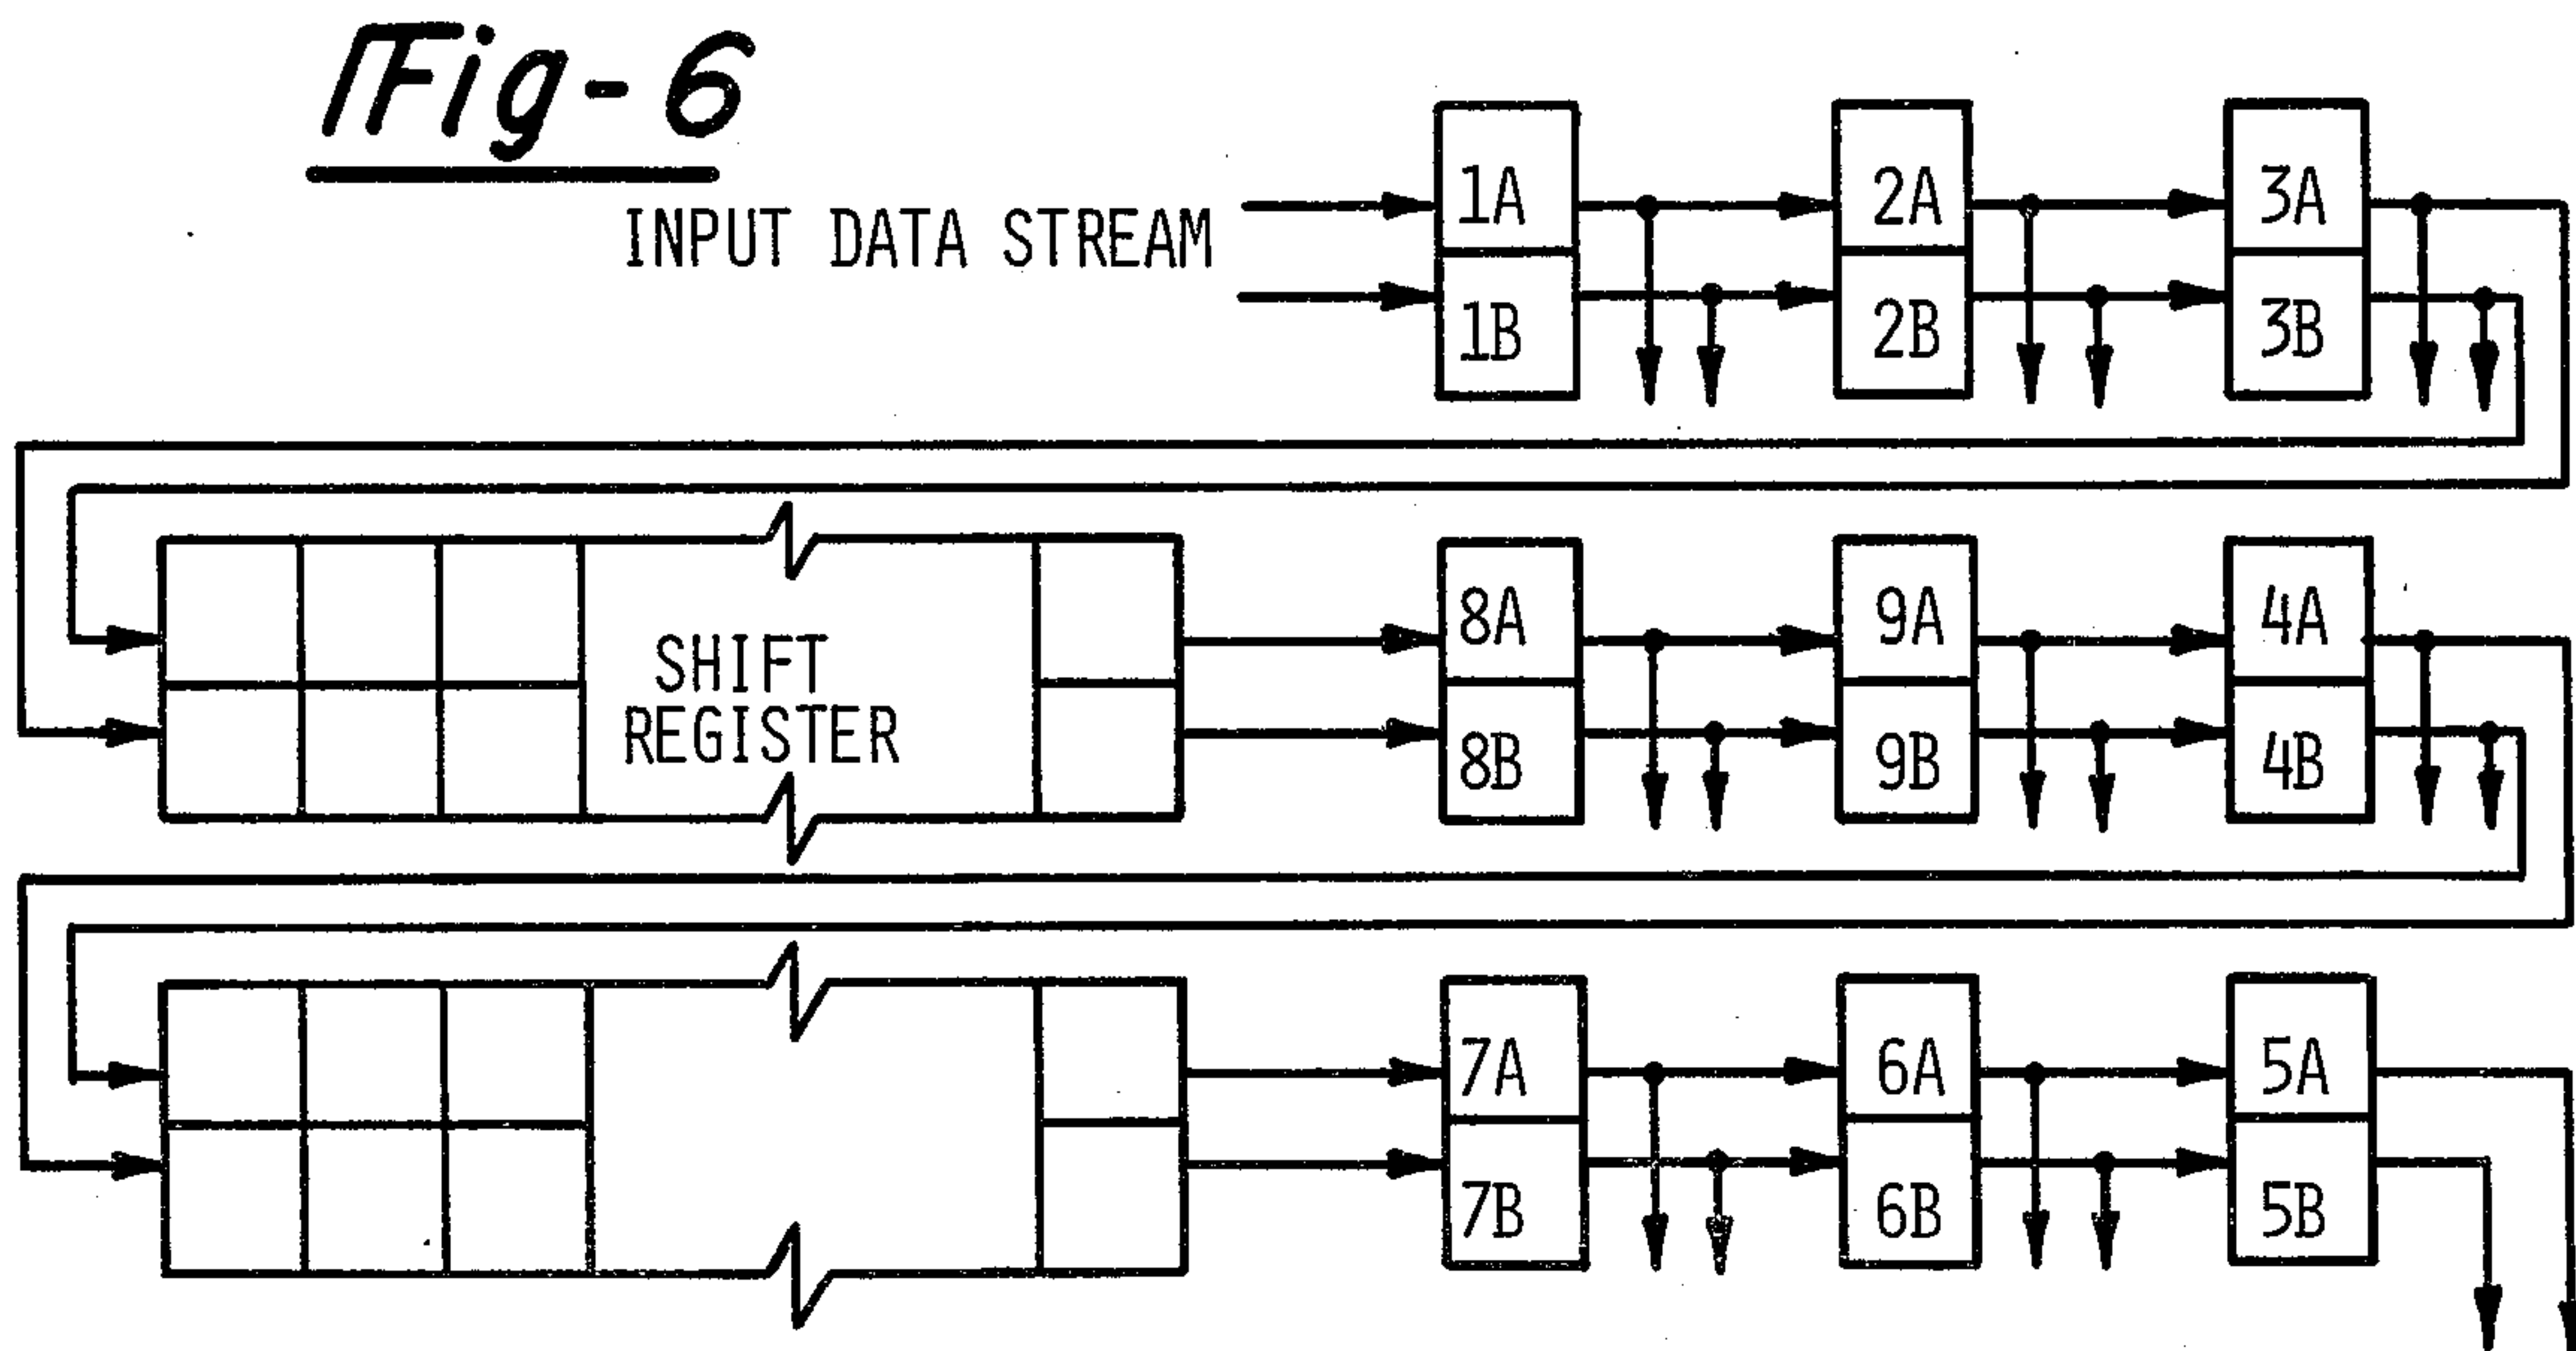 Fig-6
INPUT DATA STREAM
1A 2A 3A
1B 2B 3B
SHIFT
REGISTER
8A 9A 4A
8B 9B 4B
7A 6A 5A
7B 6B 5B